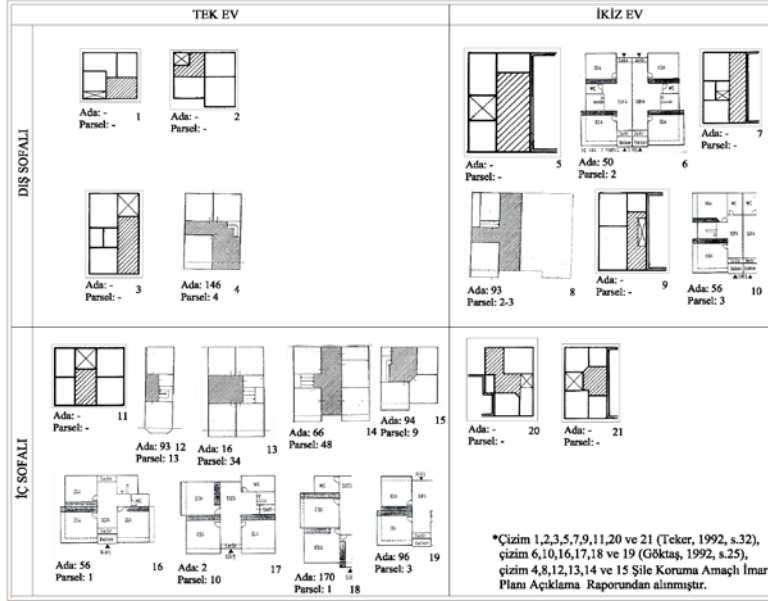 TEK EV
İKİZ EV
DIŞ SOFALI
Ada: -
Parsel: -
1
Ada: -
Parsel: -
2
Ada: -
Parsel: -
3
Ada: 146
Parsel: 4
4
Ada: -
Parsel: -
5
Ada: 50
Parsel: 2
6
Ada: -
Parsel: -
7
Ada: 93
Parsel: 2-3
8
Ada: -
Parsel: -
9
Ada: 56
Parsel: 3
10
İÇ SOFALI
Ada: -
Parsel: -
11
Ada: 93
Parsel: 13
12
Ada: 16
Parsel: 34
13
Ada: 66
Parsel: 48
14
Ada: 94
Parsel: 9
15
Ada: 56
Parsel: 1
16
Ada: 2
Parsel: 10
17
Ada: 170
Parsel: 1
18
Ada: 96
Parsel: 3
19
Ada: -
Parsel: -
20
Ada: -
Parsel: -
21
*Çizim 1,2,3,5,7,9,11,20 ve 21 (Teker, 1992, s.32),
çizim 6,10,16,17,18 ve 19 (Göktaş, 1992, s.25),
çizim 4,8,12,13,14 ve 15 Şile Koruma Amaçlı İmar
Planı Açıklama Raporundan alınmıştır.